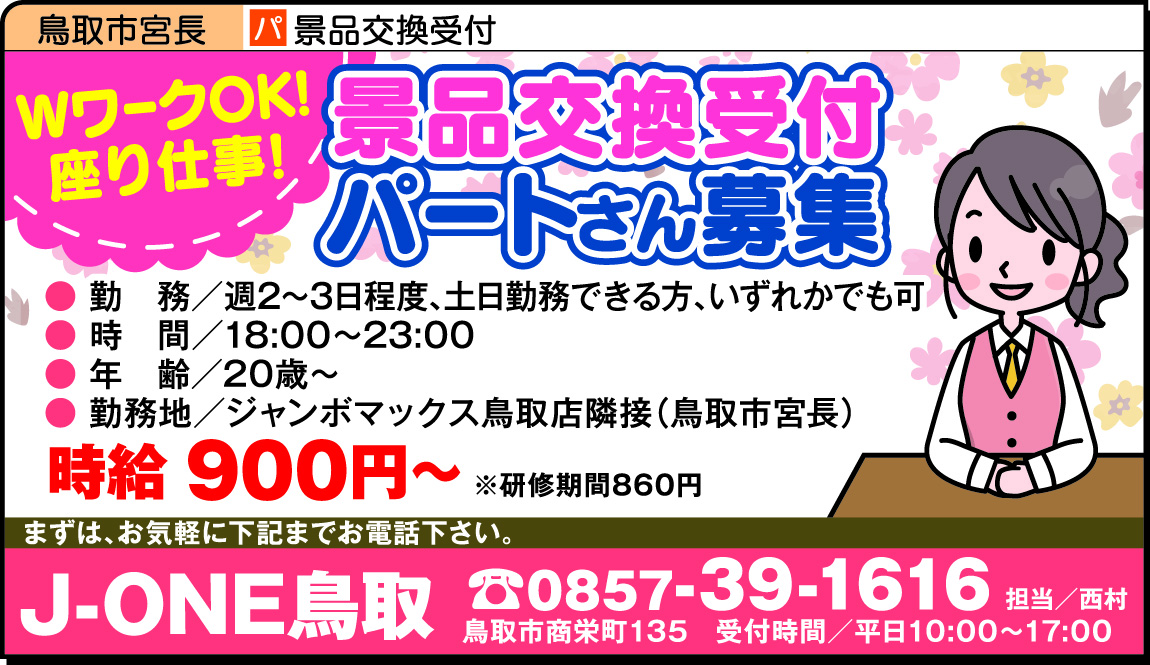 鳥取市宮長 パ 景品交換受付
WワークOK!
座り仕事!
景品交換受付
パートさん募集
● 勤　務／週2〜3日程度、土日勤務できる方、いずれかでも可
● 時　間／18:00〜23:00
● 年　齢／20歳〜
● 勤務地／ジャンボマックス鳥取店隣接（鳥取市宮長）
時給 900円〜 ※研修期間860円
まずは、お気軽に下記までお電話下さい。
J-ONE鳥取
☎0857-39-1616 担当／西村
鳥取市商栄町135　受付時間／平日10:00〜17:00